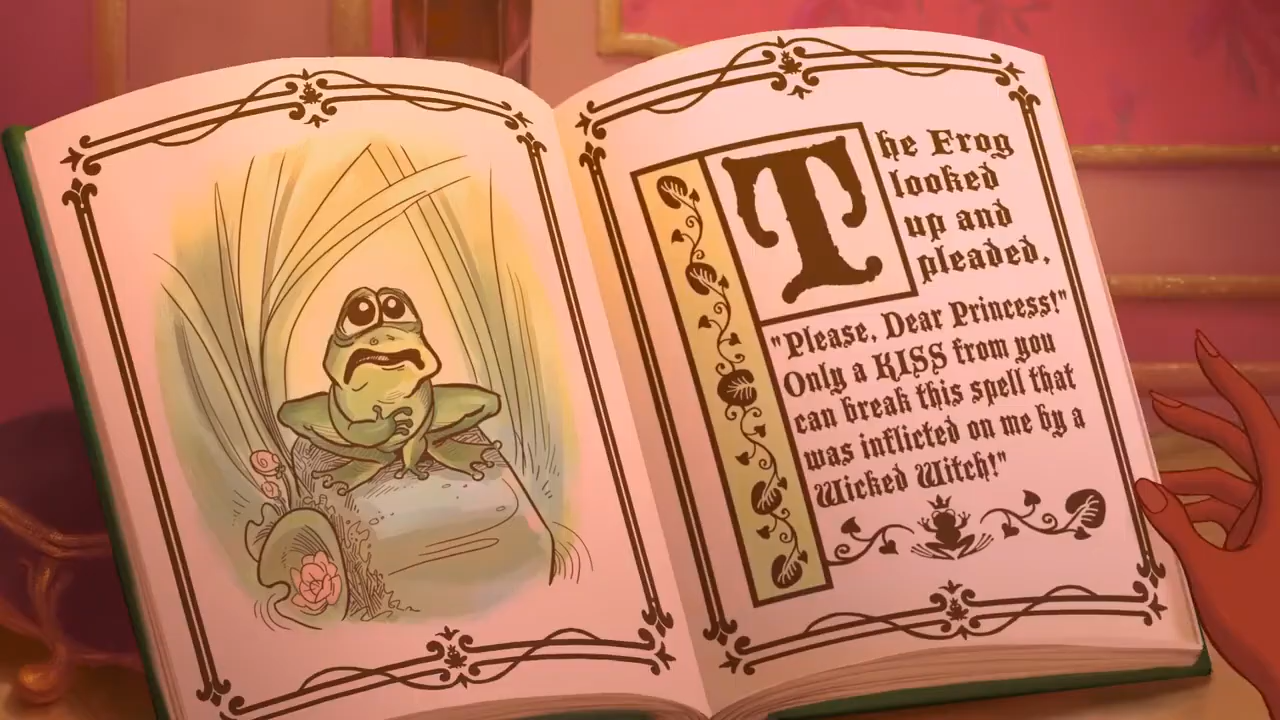 The Frog
looked
up and
pleaded,
"Please, Dear Princess!"
Only a KISS from you
can break this spell that
was inflicted on me by a
Wicked Witch!"